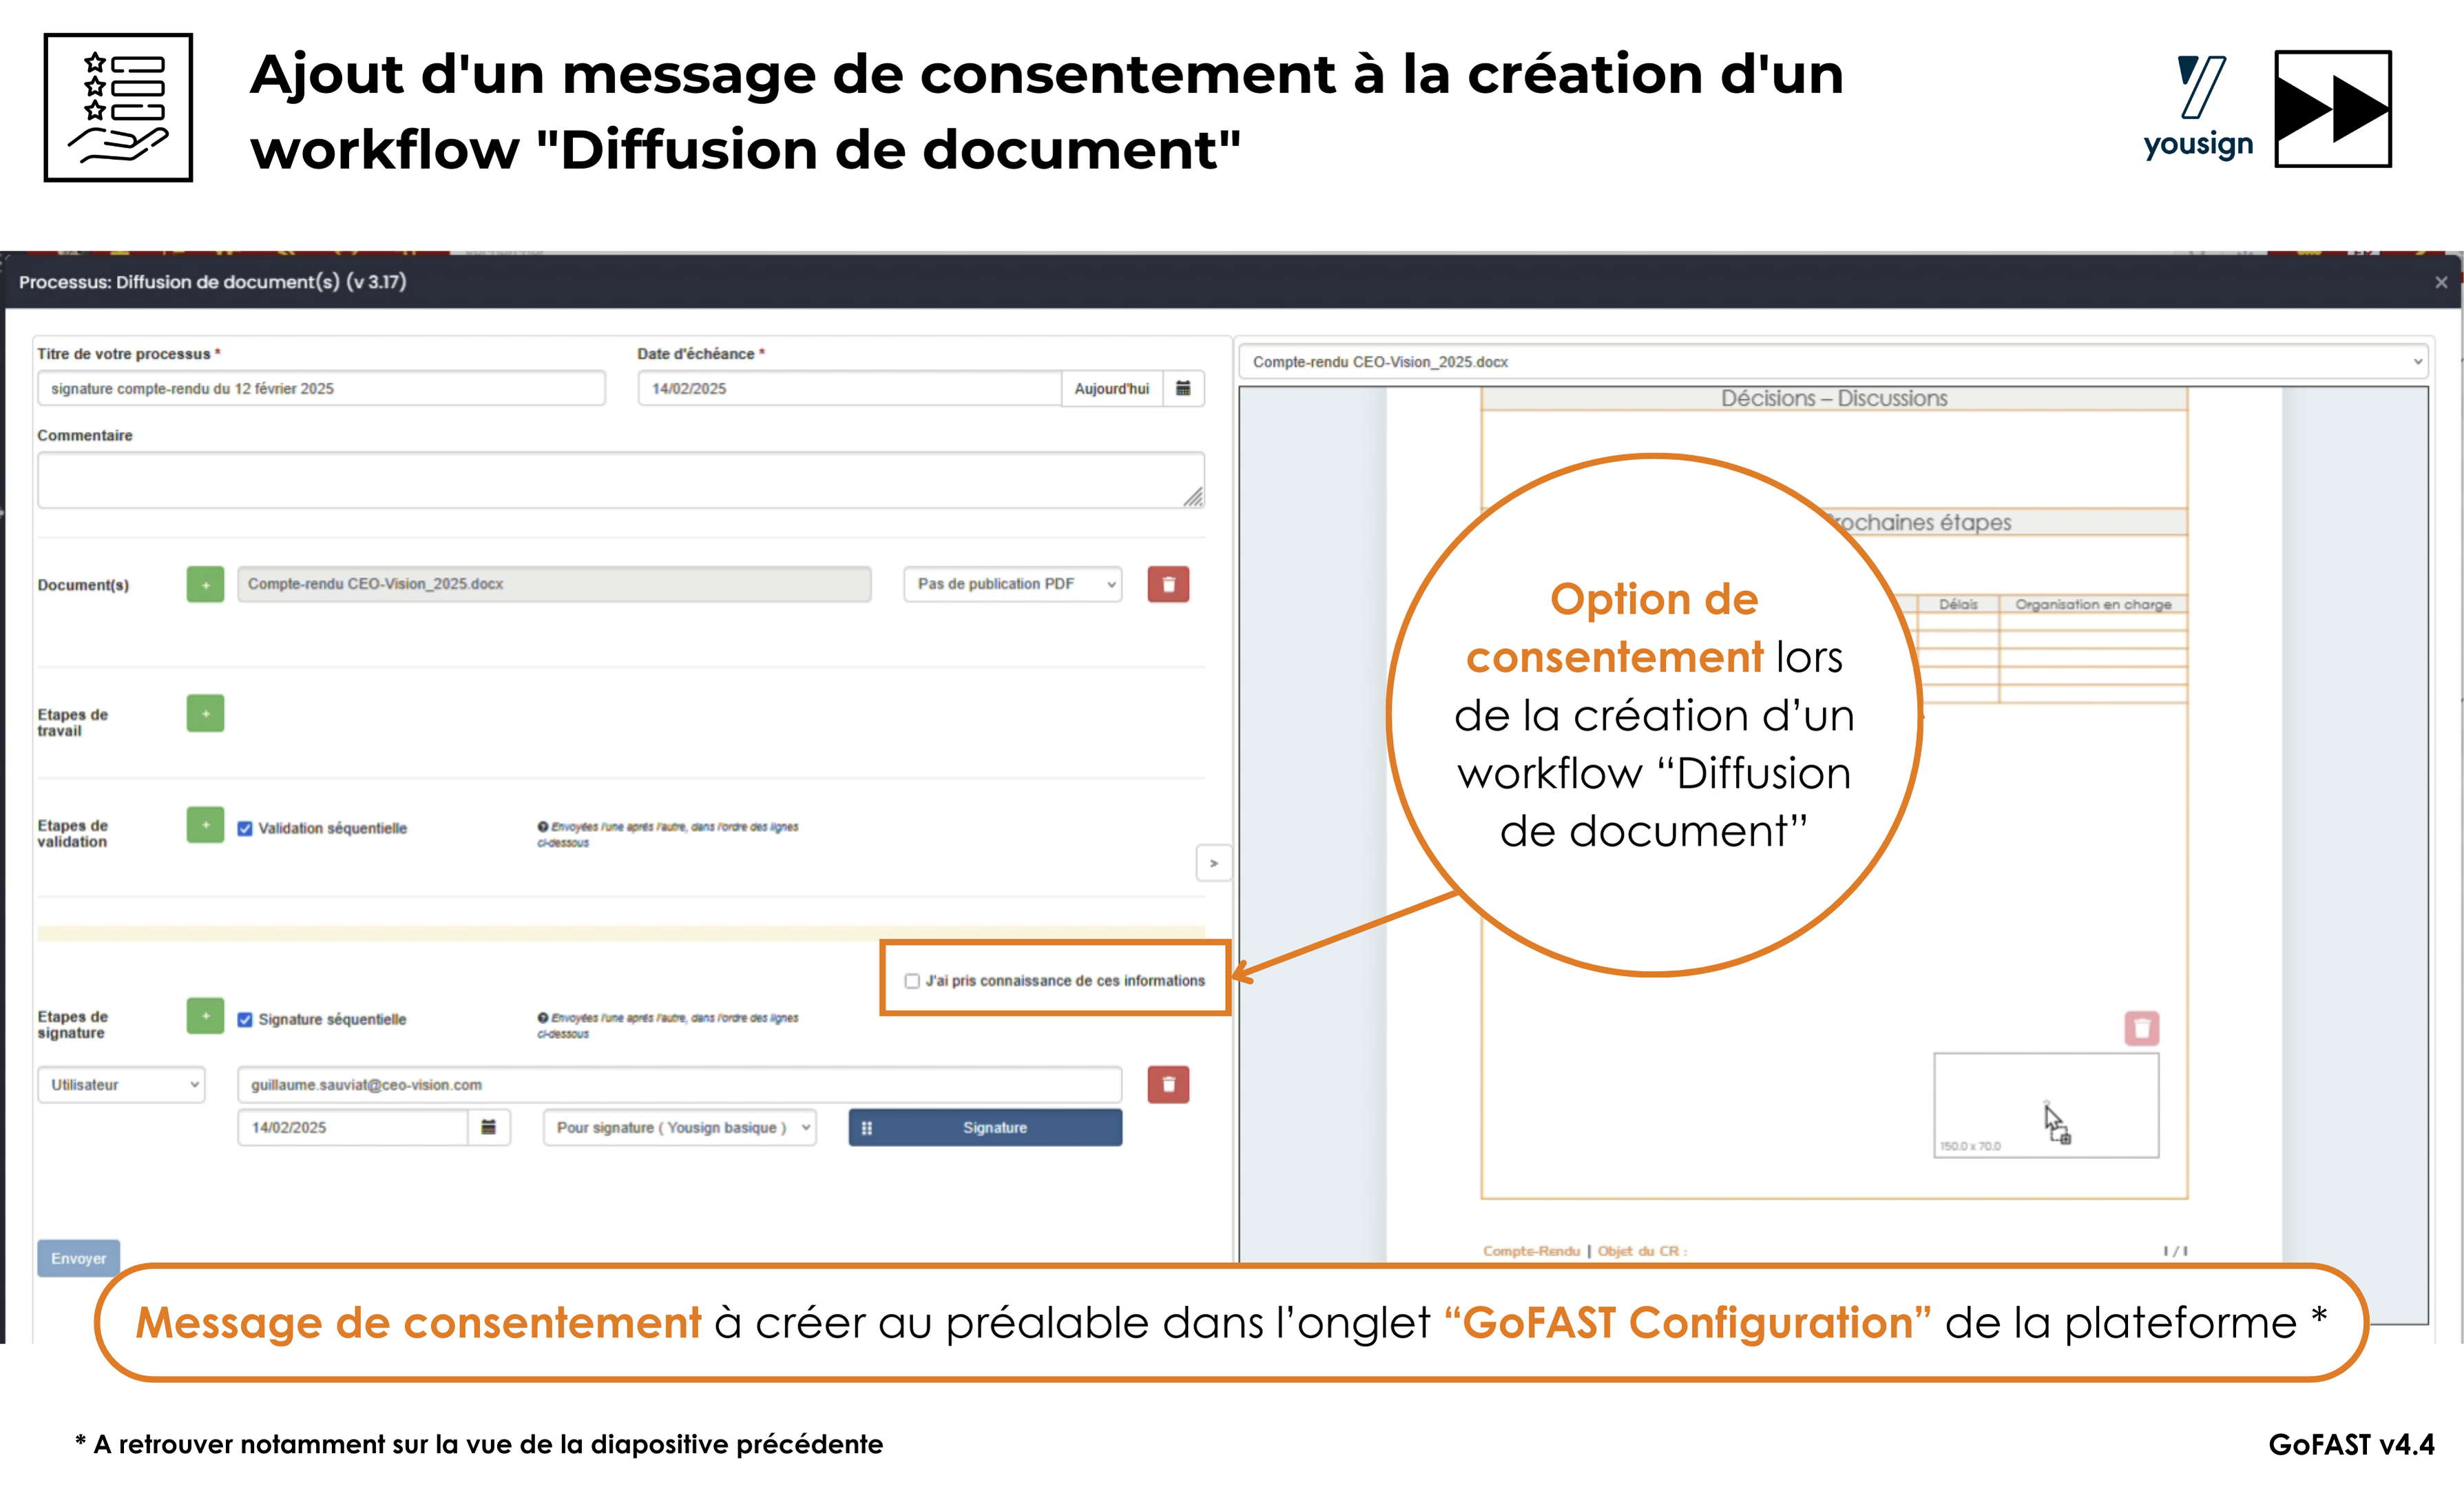 Ajout d'un message de consentement à la création d'un
workflow "Diffusion de document"
yousign
Processus: Diffusion de document(s) (v 3.17)
×
Titre de votre processus *
Date d'échéance *
signature compte-rendu du 12 février 2025
14/02/2025
Aujourd'hui
Compte-rendu CEO-Vision_2025.docx
Commentaire
Décisions – Discussions
Prochaines étapes
Document(s)
+
Compte-rendu CEO-Vision_2025.docx
Pas de publication PDF
Délais
Organisation en charge
Option de
consentement lors
de la création d’un
workflow “Diffusion
de document”
Etapes de
travail
+
Etapes de
validation
+
Validation séquentielle
Envoyées l'une après l'autre, dans l'ordre des lignes
ci-dessous
>
J'ai pris connaissance de ces informations
Etapes de
signature
+
Signature séquentielle
Envoyées l'une après l'autre, dans l'ordre des lignes
ci-dessous
Utilisateur
guillaume.sauviat@ceo-vision.com
14/02/2025
Pour signature ( Yousign basique )
Signature
150.0 x 70.0
Envoyer
Compte-Rendu | Objet du CR :
1 / 1
Message de consentement à créer au préalable dans l’onglet “GoFAST Configuration” de la plateforme *
* A retrouver notamment sur la vue de la diapositive précédente
GoFAST v4.4